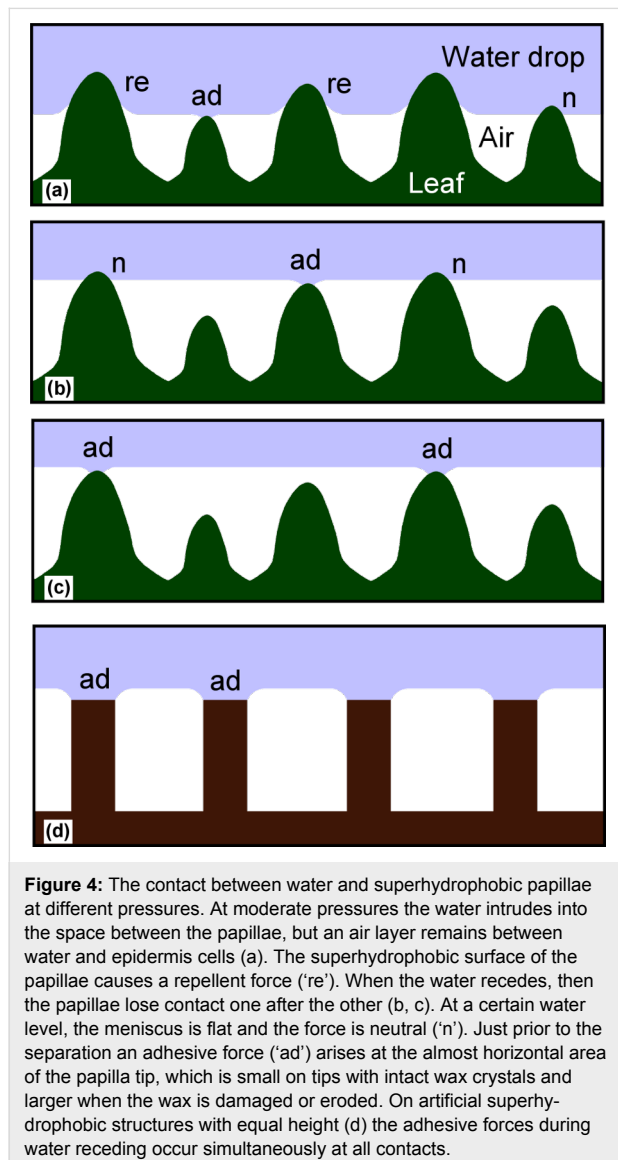 Water drop
re
ad
re
n
Air
Leaf
(a)
n
ad
n
(b)
ad
ad
(c)
ad
ad
(d)
Figure 4: The contact between water and superhydrophobic papillae
at different pressures. At moderate pressures the water intrudes into
the space between the papillae, but an air layer remains between
water and epidermis cells (a). The superhydrophobic surface of the
papillae causes a repellent force (‘re’). When the water recedes, then
the papillae lose contact one after the other (b, c). At a certain water
level, the meniscus is flat and the force is neutral (‘n’). Just prior to the
separation an adhesive force (‘ad’) arises at the almost horizontal area
of the papilla tip, which is small on tips with intact wax crystals and
larger when the wax is damaged or eroded. On artificial superhy-
drophobic structures with equal height (d) the adhesive forces during
water receding occur simultaneously at all contacts.